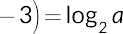 −3) = log₂ a